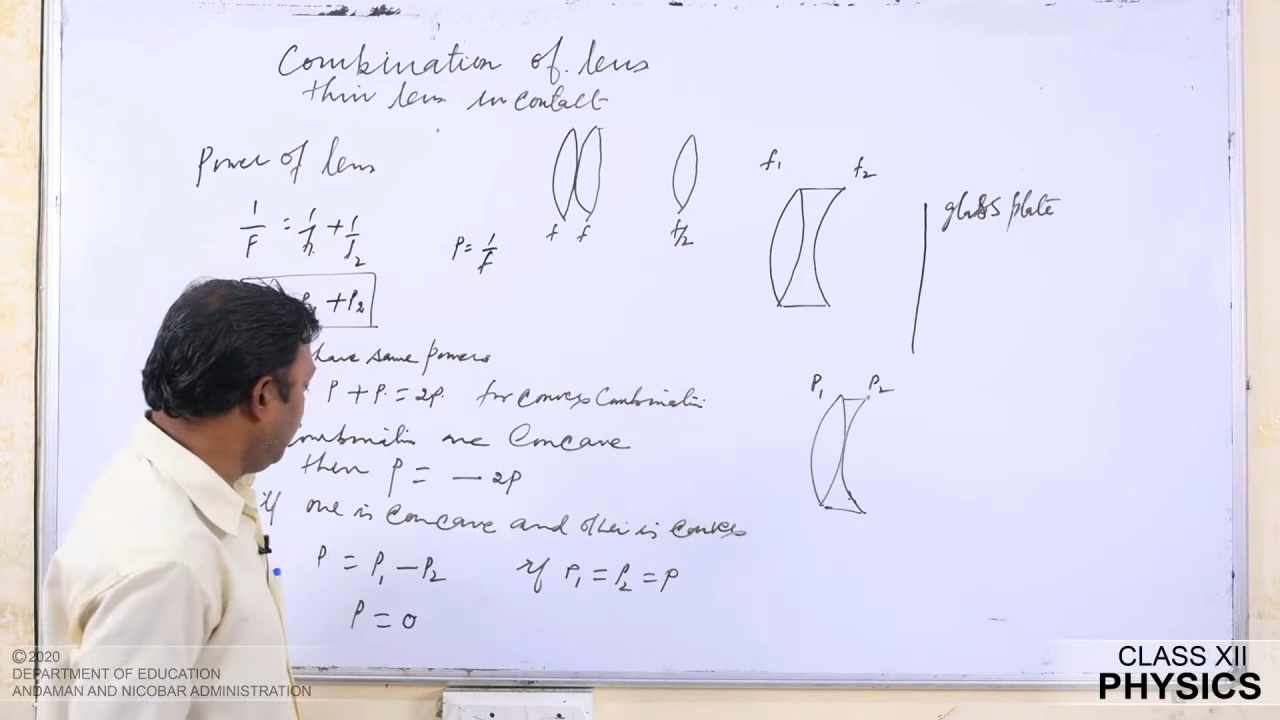 Combination of lens
thin lens in contact
Power of lens
1/F = 1/f1 + 1/f2
P = 1/f
+ P2
f f
f/2
f1 f2
glass plate
have same powers
P + P = 2P for convex Combination
are Concave
then P = — 2P
if one is concave and other is convex
P = P1 — P2 if P1 = P2 = P
P = 0
P1 P2
©2020
DEPARTMENT OF EDUCATION
ANDAMAN AND NICOBAR ADMINISTRATION
CLASS XII
PHYSICS